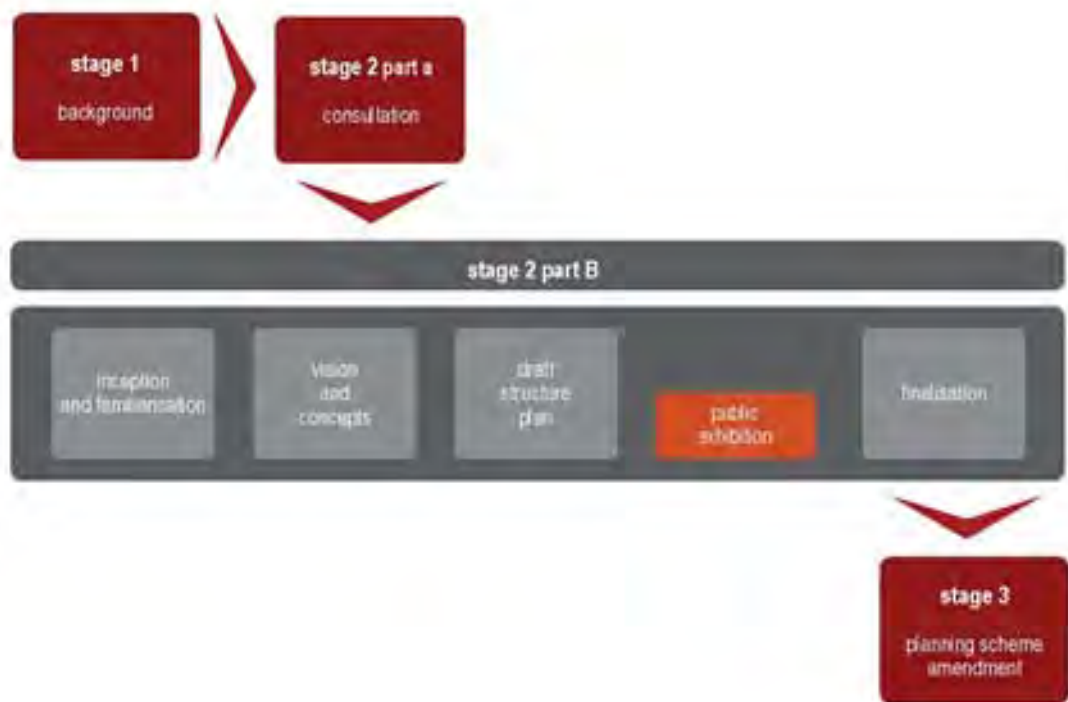 stage 1
background
stage 2 part a
consultation
stage 2 part B
inception
and familiarisation
vision
and
concepts
draft
structure
plan
public
exhibition
finalisation
stage 3
planning scheme
amendment